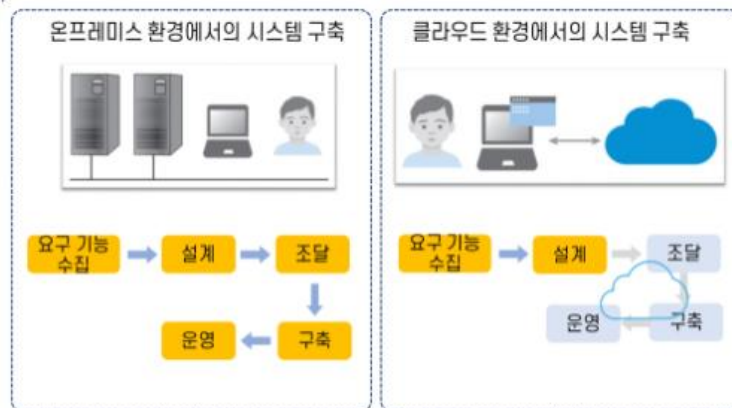 온프레미스 환경에서의 시스템 구축
요구 기능
수집
설계
조달
구축
운영
클라우드 환경에서의 시스템 구축
요구 기능
수집
설계
조달
구축
운영